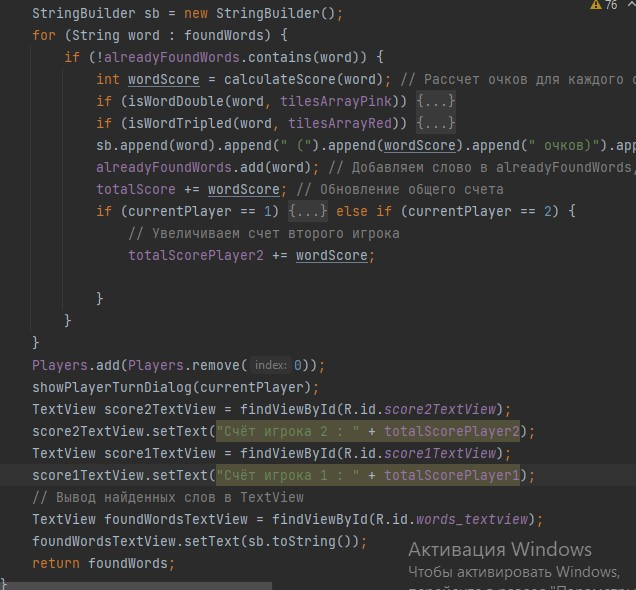 76
StringBuilder sb = new StringBuilder();
for (String word : foundWords) {
if (!alreadyFoundWords.contains(word)) {
int wordScore = calculateScore(word); // Рассчет очков для каждого
if (isWordDouble(word, tilesArrayPink)) {...}
if (isWordTripled(word, tilesArrayRed)) {...}
sb.append(word).append(" (").append(wordScore).append(" очков)").
alreadyFoundWords.add(word); // Добавляем слово в alreadyFoundWords,
totalScore += wordScore; // Обновление общего счета
if (currentPlayer == 1) {...} else if (currentPlayer == 2) {
// Увеличиваем счет второго игрока
totalScorePlayer2 += wordScore;
}
}
}
Players.add(Players.remove( index: 0));
showPlayerTurnDialog(currentPlayer);
TextView score2TextView = findViewById(R.id.score2TextView);
score2TextView.setText("Счёт игрока 2 : " + totalScorePlayer2);
TextView score1TextView = findViewById(R.id.score1TextView);
score1TextView.setText("Счёт игрока 1 : " + totalScorePlayer1);
// Вывод найденных слов в TextView
TextView foundWordsTextView = findViewById(R.id.words_textview);
foundWordsTextView.setText(sb.toString());
return foundWords;
}
Активация Windows
Чтобы активировать Windows,